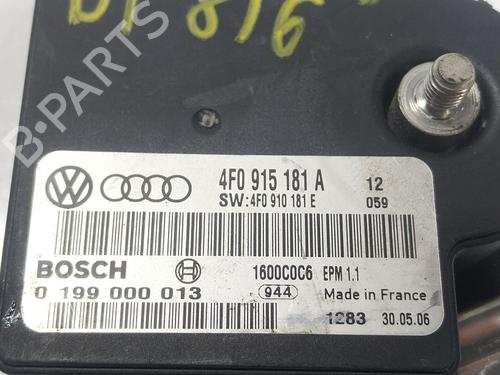 816
B-PARTS
4F0 915 181 A 12
SW:4F0 910 181 E 059
BOSCH 1600C0C6 EPM 1.1
0 199 000 013 944 Made in France
1283 30.05.06